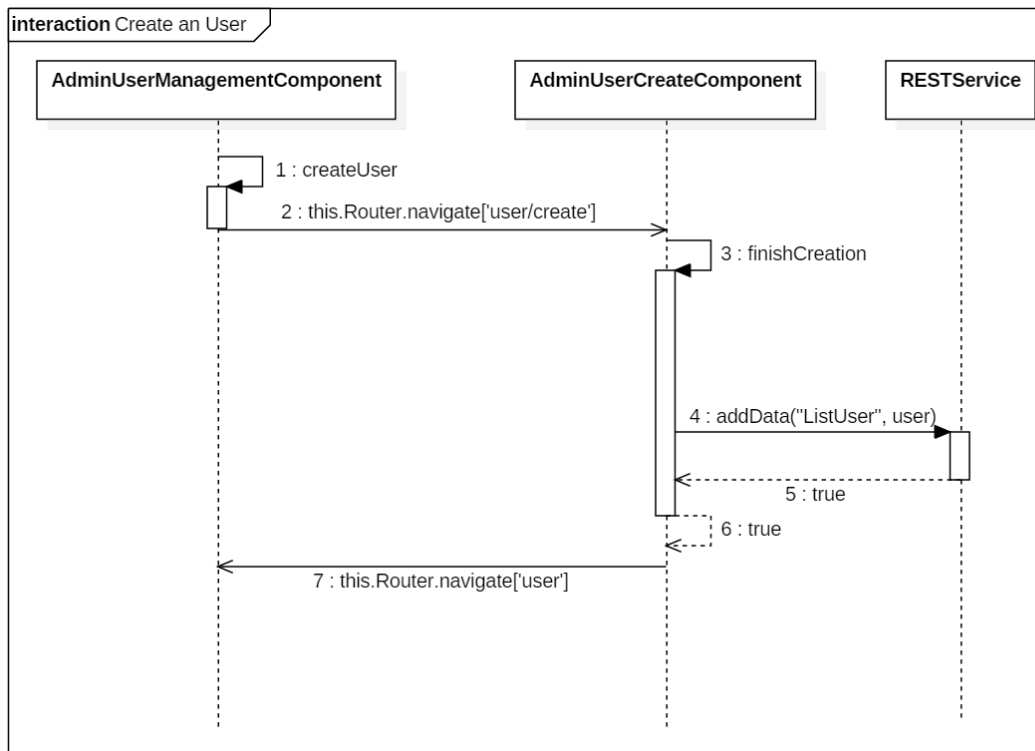 interaction Create an User
AdminUserManagementComponent
AdminUserCreateComponent
RESTService
1 : createUser
2 : this.Router.navigate['user/create']
3 : finishCreation
4 : addData("ListUser", user)
5 : true
6 : true
7 : this.Router.navigate['user']